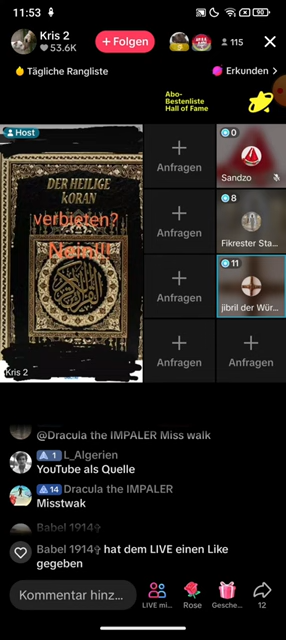 11:53
90
Kris 2
53.6K
+ Folgen
115
Tägliche Rangliste
Erkunden >
Abo-
Bestenliste
Hall of Fame
Host
DER HEILIGE
KORAN
verbieten?
Nein!!
Kris 2
Anfragen
Anfragen
Anfragen
Anfragen
Anfragen
0
Sandzo
8
Fikrester Sta...
11
jibril der Wür...
@Dracula the IMPALER Miss walk
1 L_Algerien
YouTube als Quelle
14 Dracula the IMPALER
Misstwak
Babel 1914✞
Babel 1914✞ hat dem LIVE einen Like
gegeben
Kommentar hinz...
LIVE mi...
Rose
Gesche...
12